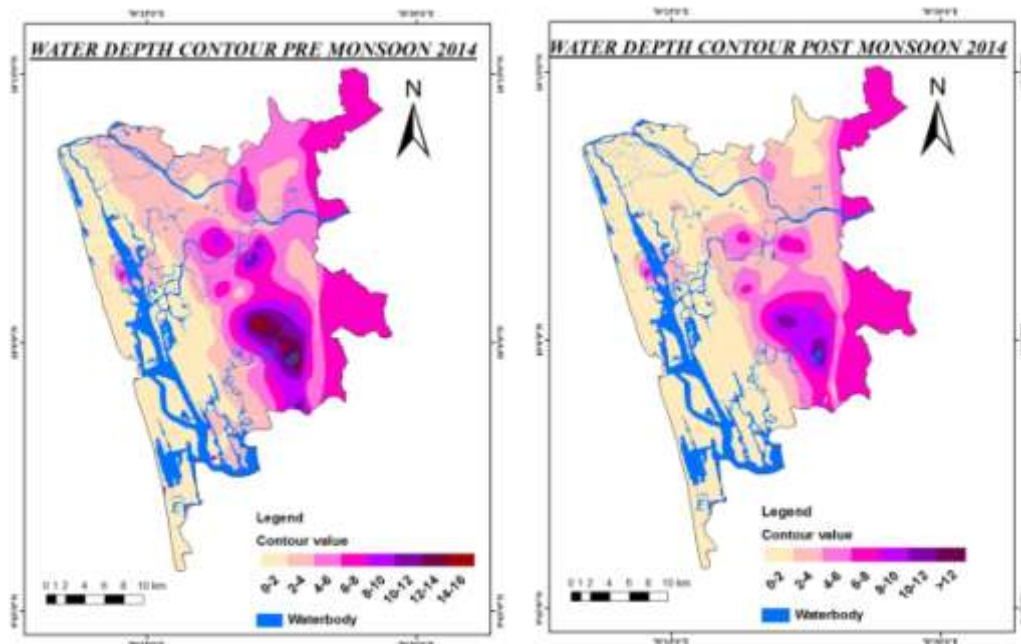 WATER DEPTH CONTOUR PRE MONSOON 2014
N
Legend
Contour value
0-2
2-4
4-6
6-8
8-10
10-12
12-14
14-16
0 1 2 4 6 8 10 km
Waterbody
WATER DEPTH CONTOUR POST MONSOON 2014
N
Legend
Contour value
0-2
2-4
4-6
6-8
8-10
10-12
>12
0 1 2 4 6 8 10 km
Waterbody